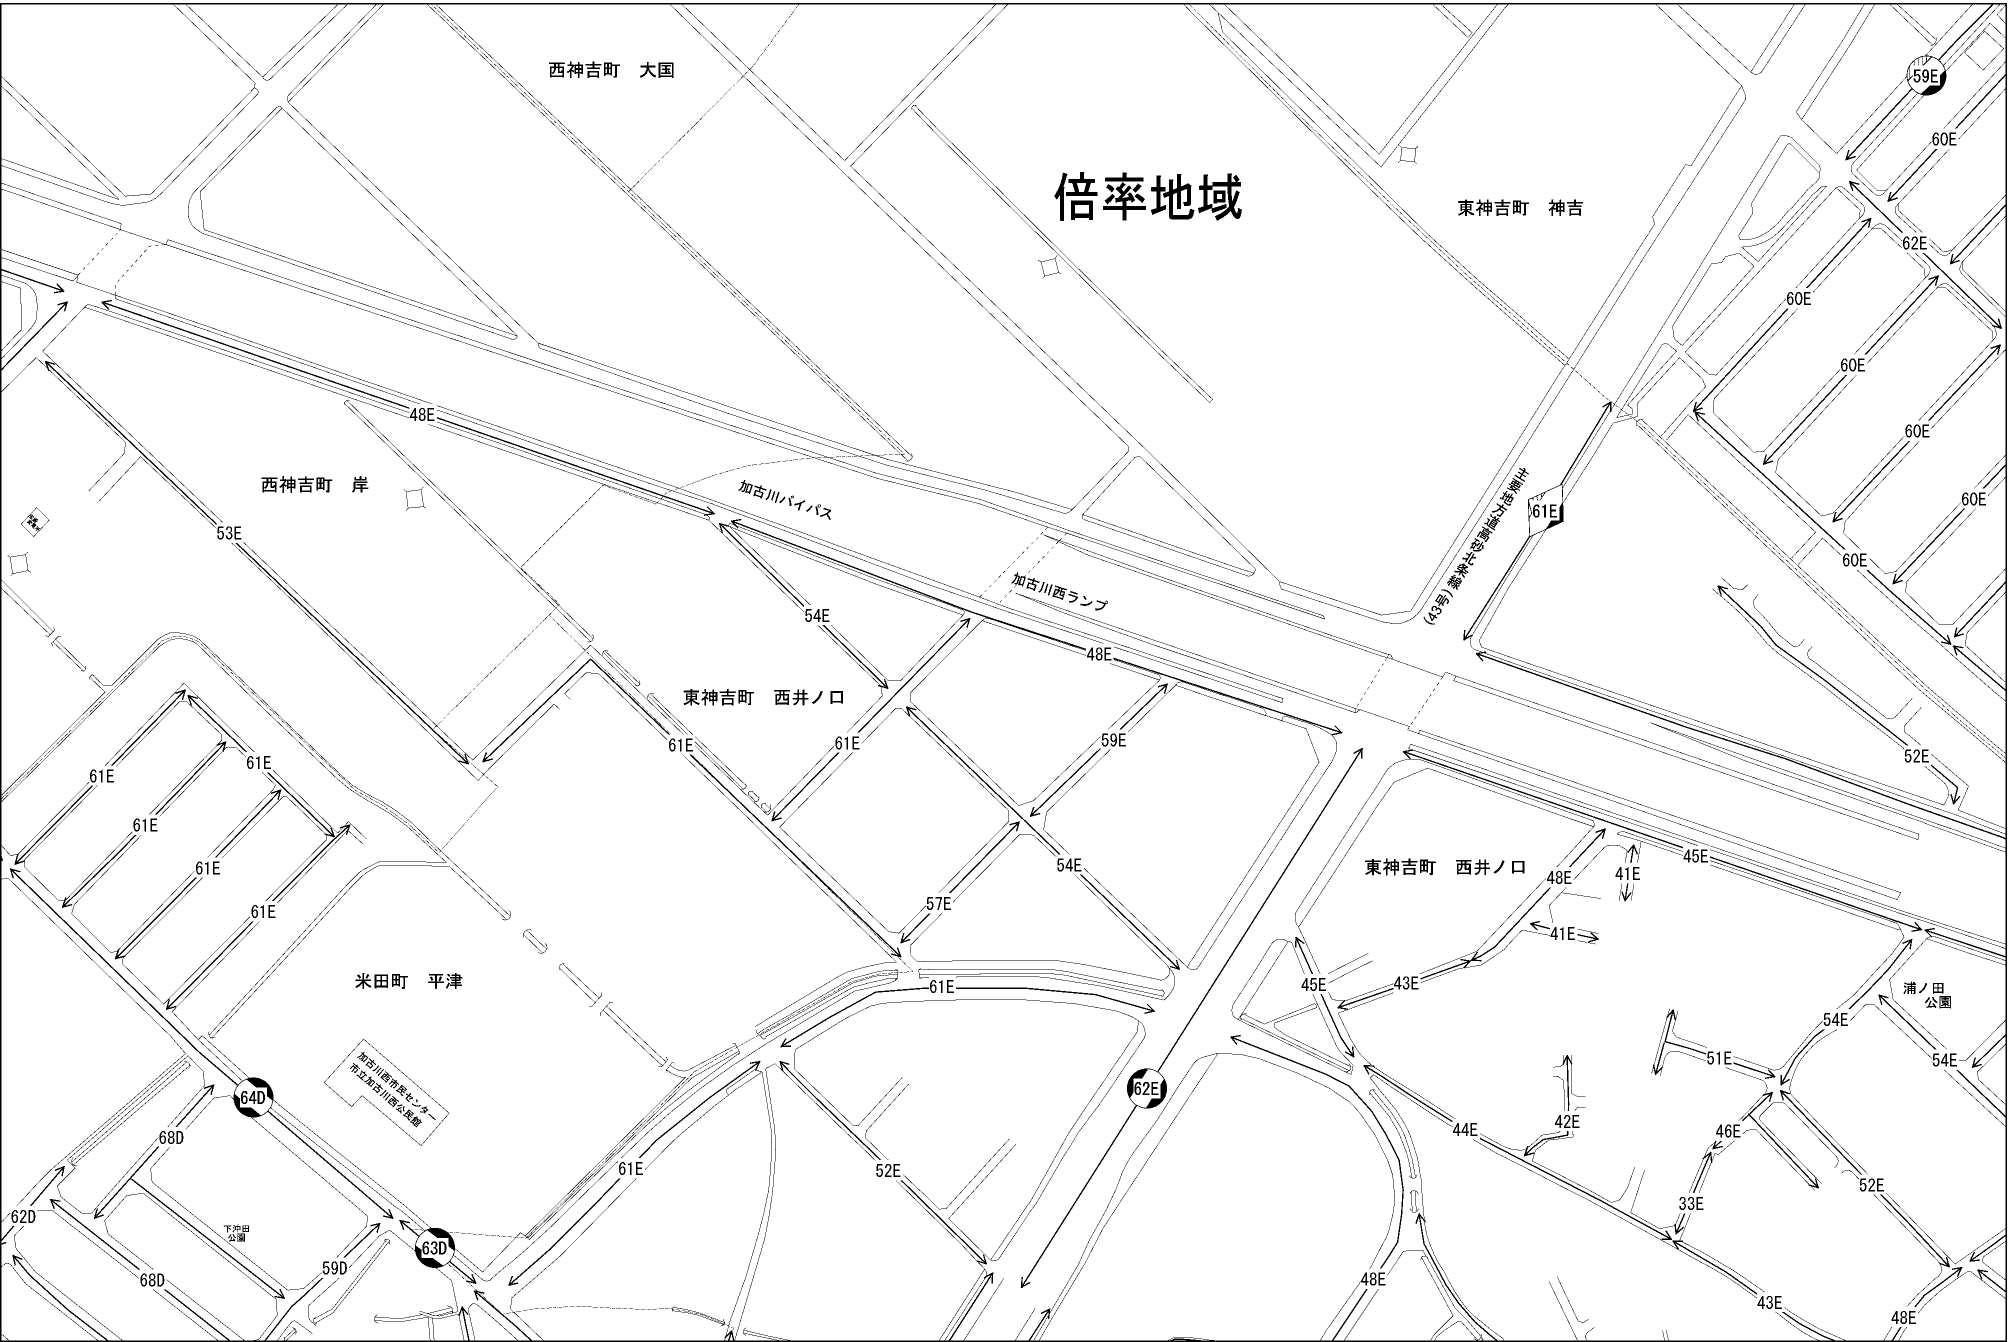 西神吉町　大国
59E
60E
倍率地域
東神吉町　神吉
62E
60E
60E
48E
60E
西神吉町　岸
加古川バイパス
主要地方道高砂北条線
(43号)
61E
60E
53E
60E
加古川西ランプ
54E
48E
東神吉町　西井ノ口
61E
61E
59E
52E
61E
61E
61E
61E
61E
54E
57E
東神吉町　西井ノ口
45E
48E
41E
41E
米田町　平津
61E
45E
43E
浦ノ田
公園
54E
51E
54E
加古川西市民センター
市立加古川西公民館
64D
62E
68D
61E
52E
44E
42E
46E
52E
33E
62D
下沖田
公園
63D
59D
68D
48E
43E
48E